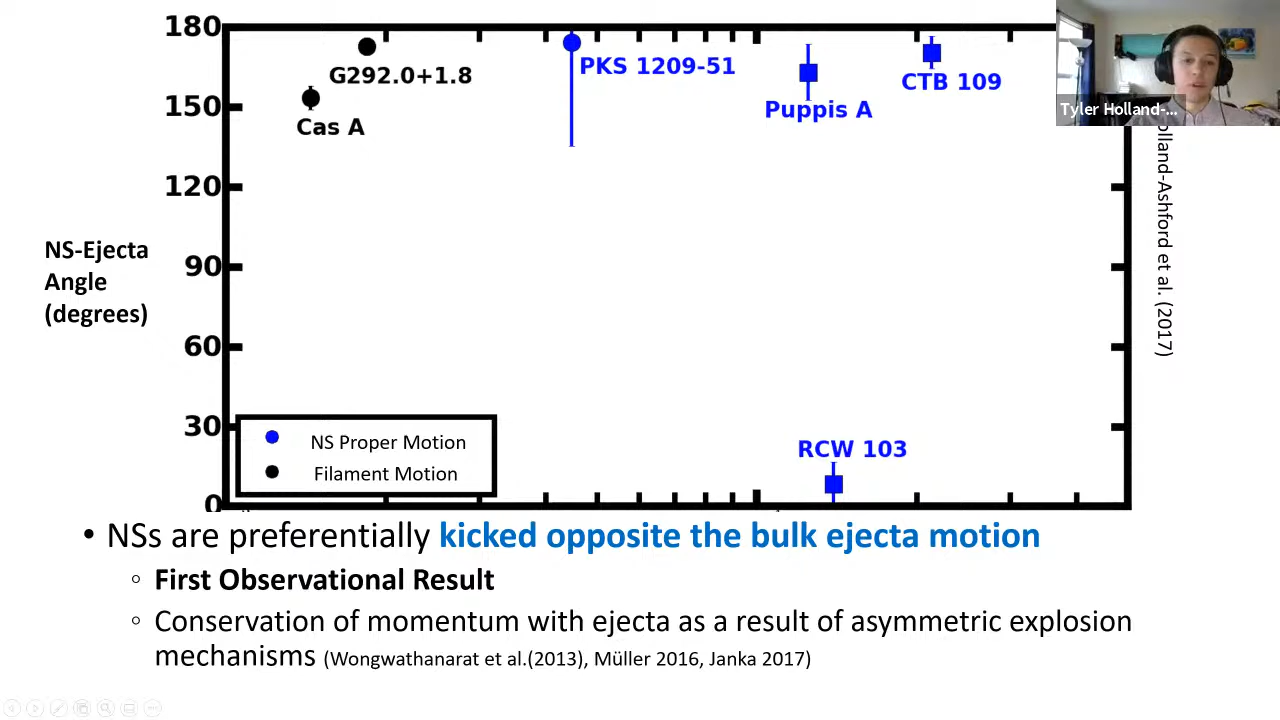 180
150
120
90
60
30
0
NS-Ejecta
Angle
(degrees)
G292.0+1.8
Cas A
PKS 1209-51
Puppis A
CTB 109
RCW 103
NS Proper Motion
Filament Motion
Tyler Holland-...
olland-Ashford et al. (2017)
• NSs are preferentially kicked opposite the bulk ejecta motion
◦ First Observational Result
◦ Conservation of momentum with ejecta as a result of asymmetric explosion
mechanisms (Wongwathanarat et al.(2013), Müller 2016, Janka 2017)